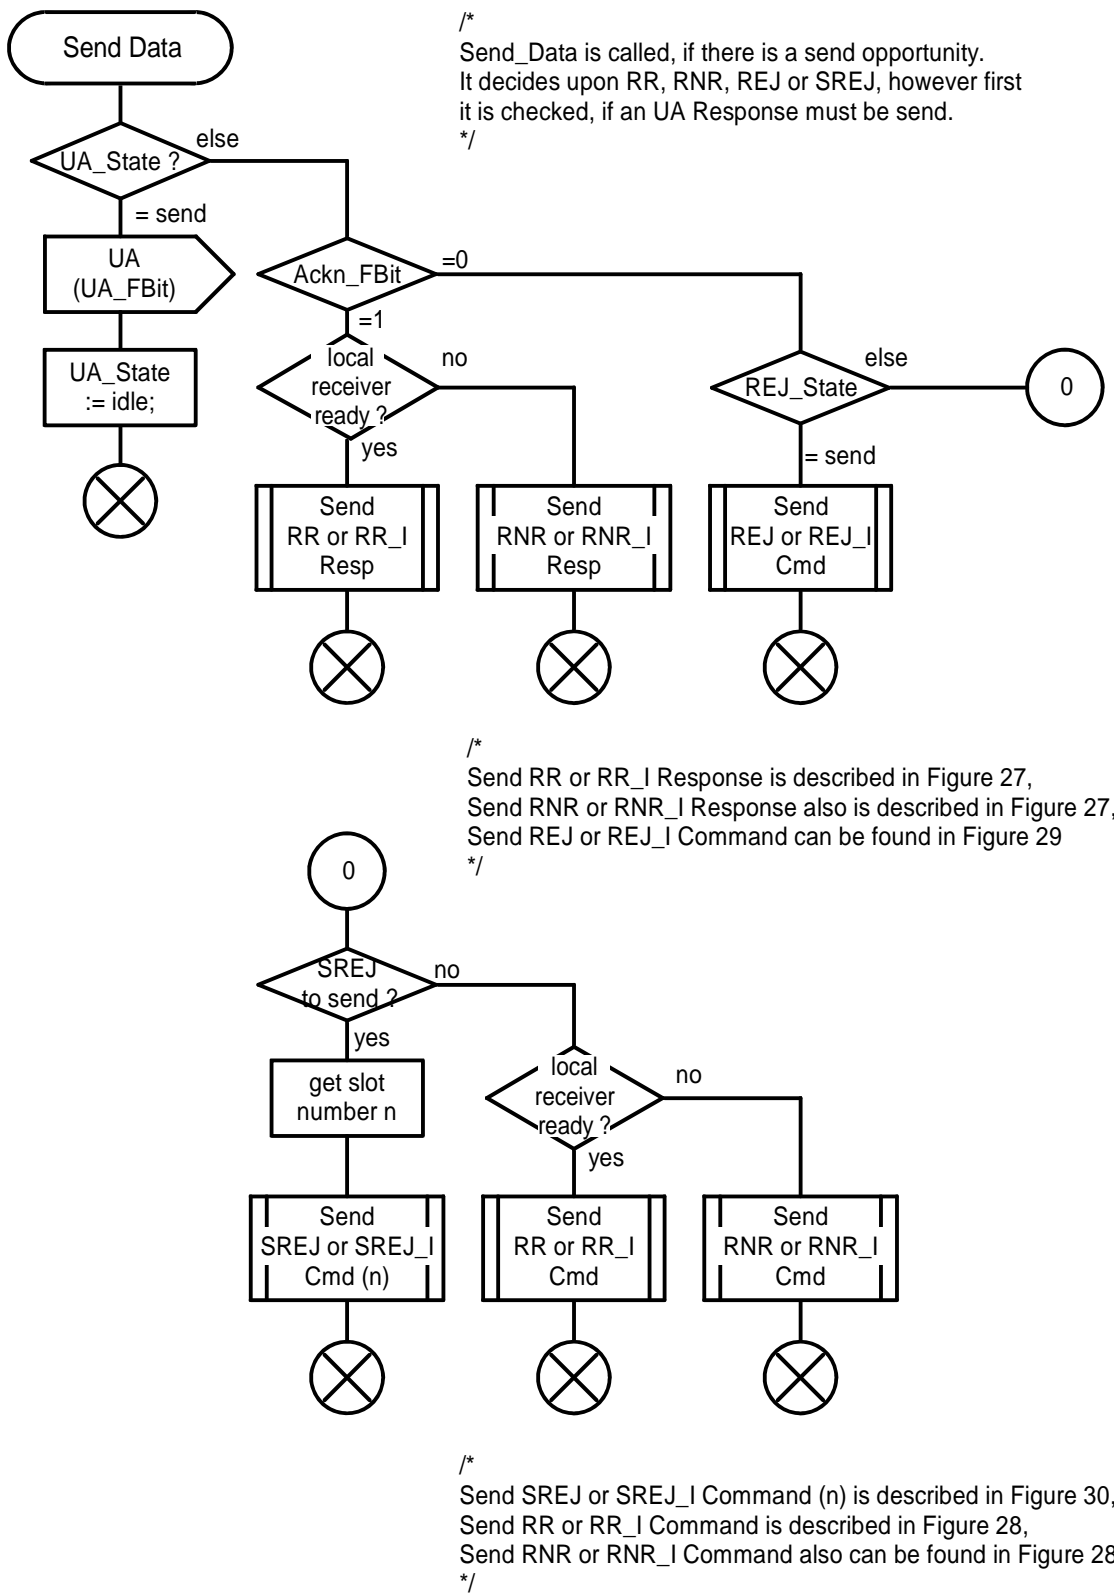 Send Data
/*
Send_Data is called, if there is a send opportunity.
It decides upon RR, RNR, REJ or SREJ, however first
it is checked, if an UA Response must be send.
*/
UA_State ?
else
= send
UA
(UA_FBit)
UA_State
:= idle;
Ackn_FBit
=0
=1
local
receiver
ready ?
no
yes
REJ_State
else
0
= send
Send
RR or RR_I
Resp
Send
RNR or RNR_I
Resp
Send
REJ or REJ_I
Cmd
/*
Send RR or RR_I Response is described in Figure 27,
Send RNR or RNR_I Response also is described in Figure 27,
Send REJ or REJ_I Command can be found in Figure 29
*/
0
SREJ
to send ?
no
yes
get slot
number n
local
receiver
ready ?
no
yes
Send
SREJ or SREJ_I
Cmd (n)
Send
RR or RR_I
Cmd
Send
RNR or RNR_I
Cmd
/*
Send SREJ or SREJ_I Command (n) is described in Figure 30,
Send RR or RR_I Command is described in Figure 28,
Send RNR or RNR_I Command also can be found in Figure 28
*/